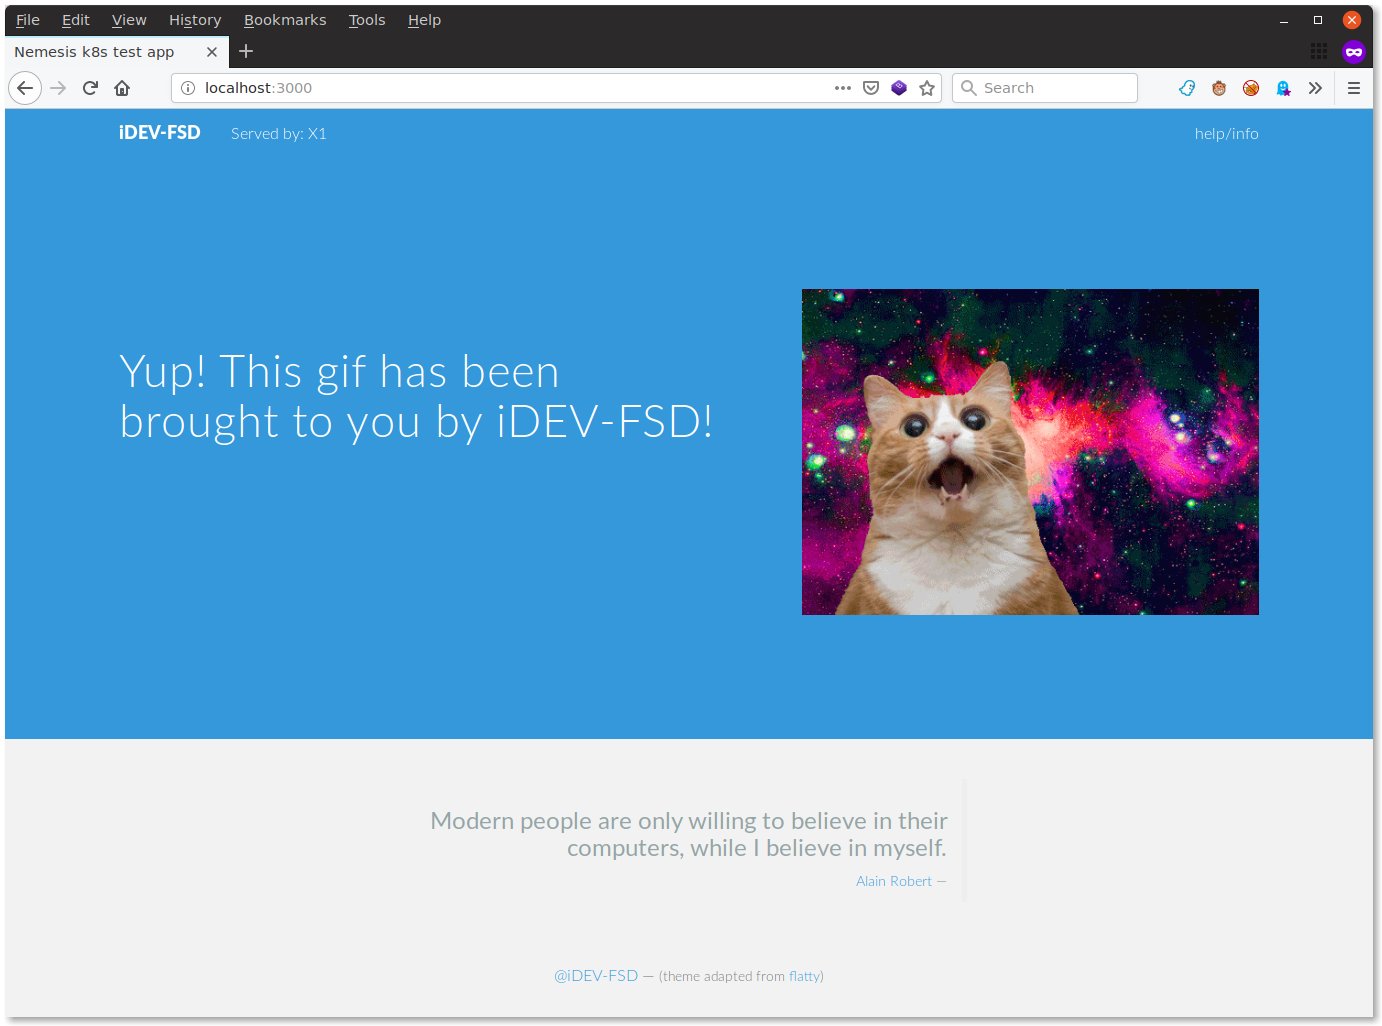 File Edit View History Bookmarks Tools Help
Nemesis k8s test app
localhost:3000
Search
iDEV-FSD Served by: X1 help/info
Yup! This gif has been
brought to you by iDEV-FSD!
Modern people are only willing to believe in their
computers, while I believe in myself.
Alain Robert —
@iDEV-FSD — (theme adapted from flatty)